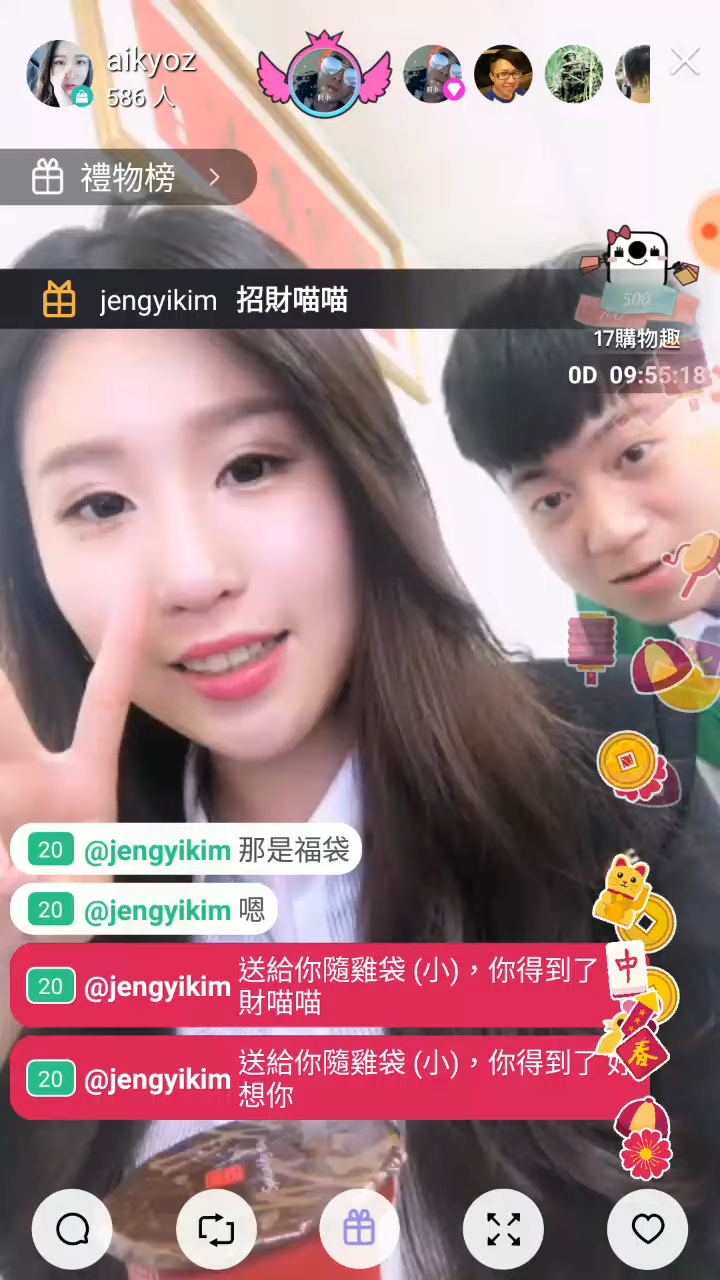 aikyoz
586 人
禮物榜
jengyikim 招財喵喵
500
17購物趣
0D 09:55:18
20 @jengyikim 那是福袋
20 @jengyikim 嗯
20 @jengyikim 送給你隨雞袋 (小)，你得到了
財喵喵
20 @jengyikim 送給你隨雞袋 (小)，你得到了 好
想你
中
春